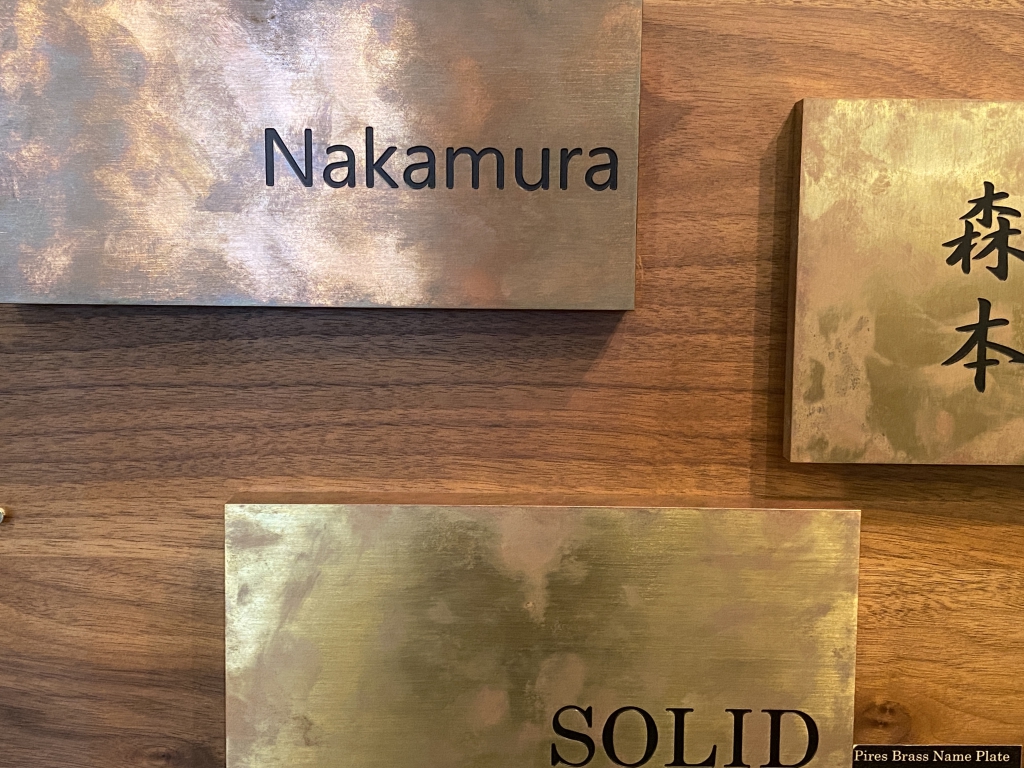 Nakamura
森
本
SOLID
Pires Brass Name Plate